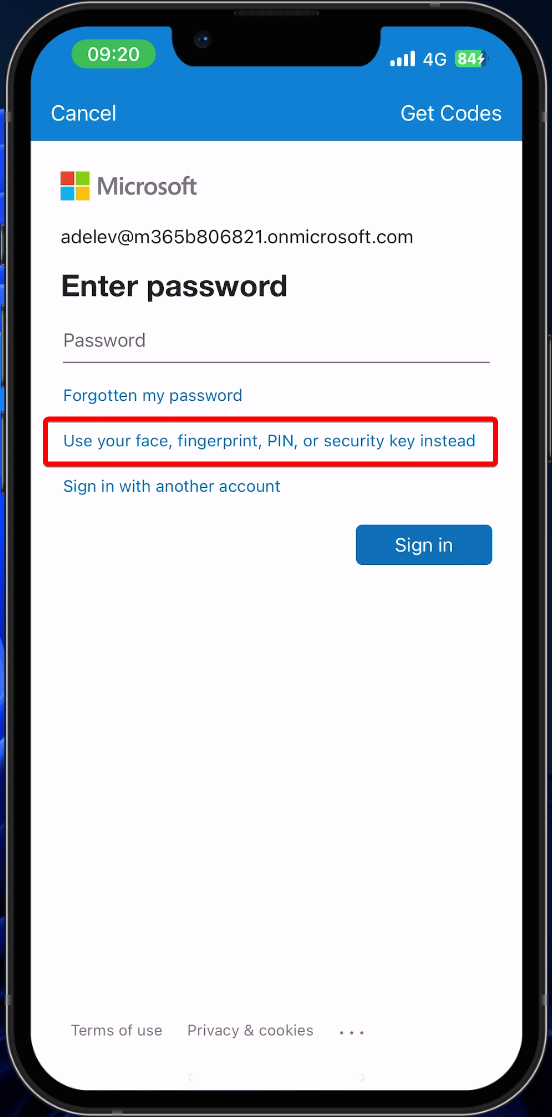 09:20
4G 84
Cancel Get Codes
Microsoft
adelev@m365b806821.onmicrosoft.com
Enter password
Password
Forgotten my password
Use your face, fingerprint, PIN, or security key instead
Sign in with another account
Sign in
Terms of use Privacy & cookies ...